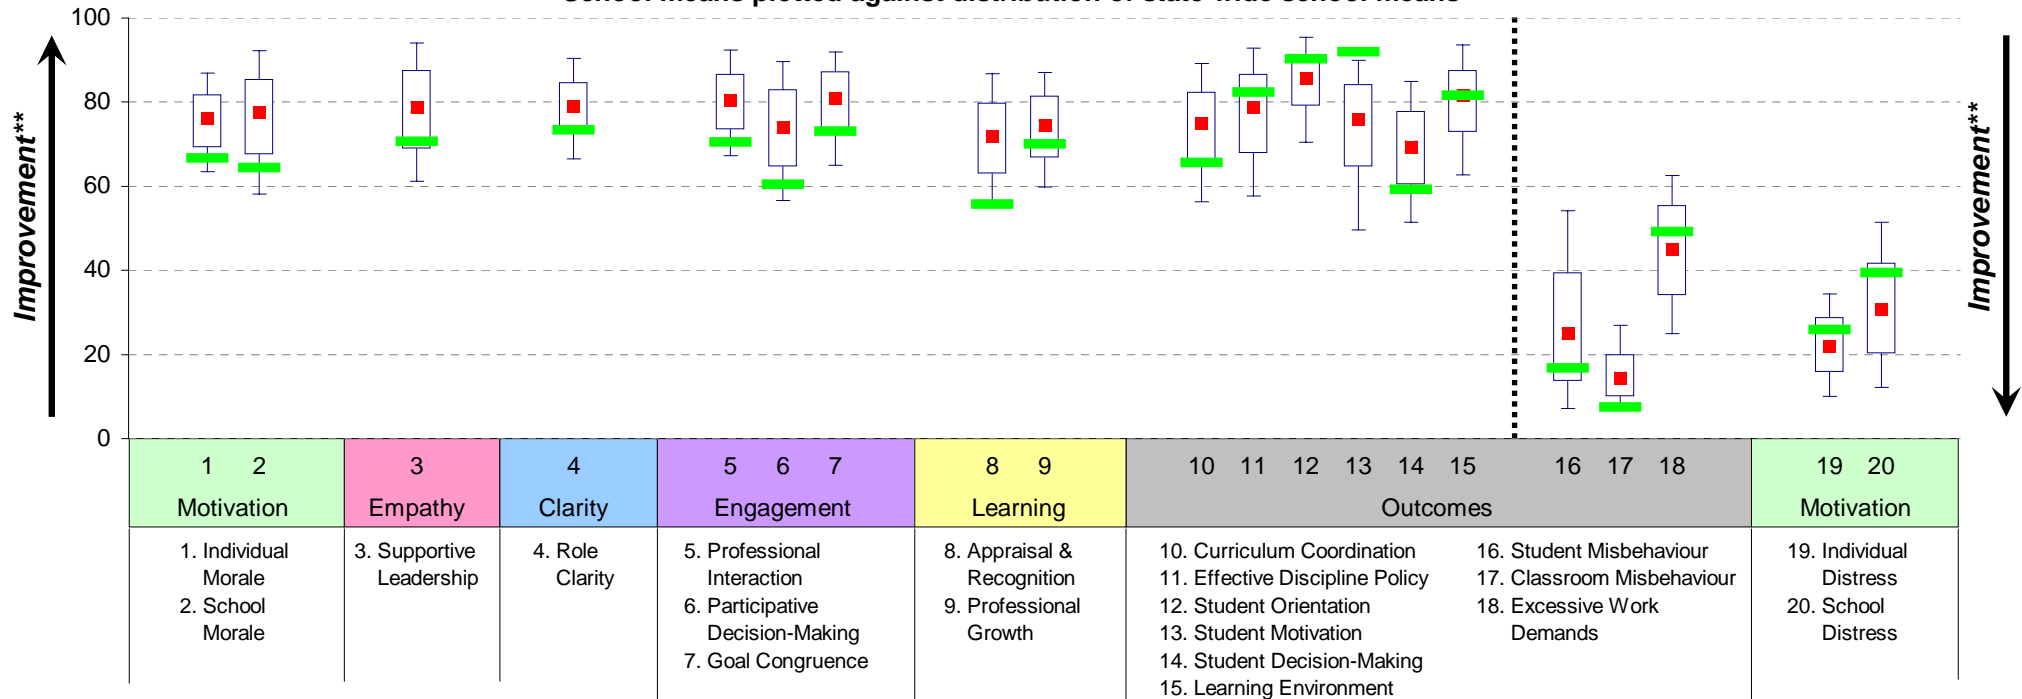 School means plotted against distribution of state-wide school means
100
80
60
40
20
0
Improvement**
Improvement**
1 2 3 4 5 6 7 8 9 10 11 12 13 14 15 16 17 18 19 20
Motivation Empathy Clarity Engagement Learning Outcomes Motivation
1. Individual
Morale
2. School
Morale
3. Supportive
Leadership
4. Role
Clarity
5. Professional
Interaction
6. Participative
Decision-Making
7. Goal Congruence
8. Appraisal &
Recognition
9. Professional
Growth
10. Curriculum Coordination
11. Effective Discipline Policy
12. Student Orientation
13. Student Motivation
14. Student Decision-Making
15. Learning Environment
16. Student Misbehaviour
17. Classroom Misbehaviour
18. Excessive Work
Demands
19. Individual
Distress
20. School
Distress